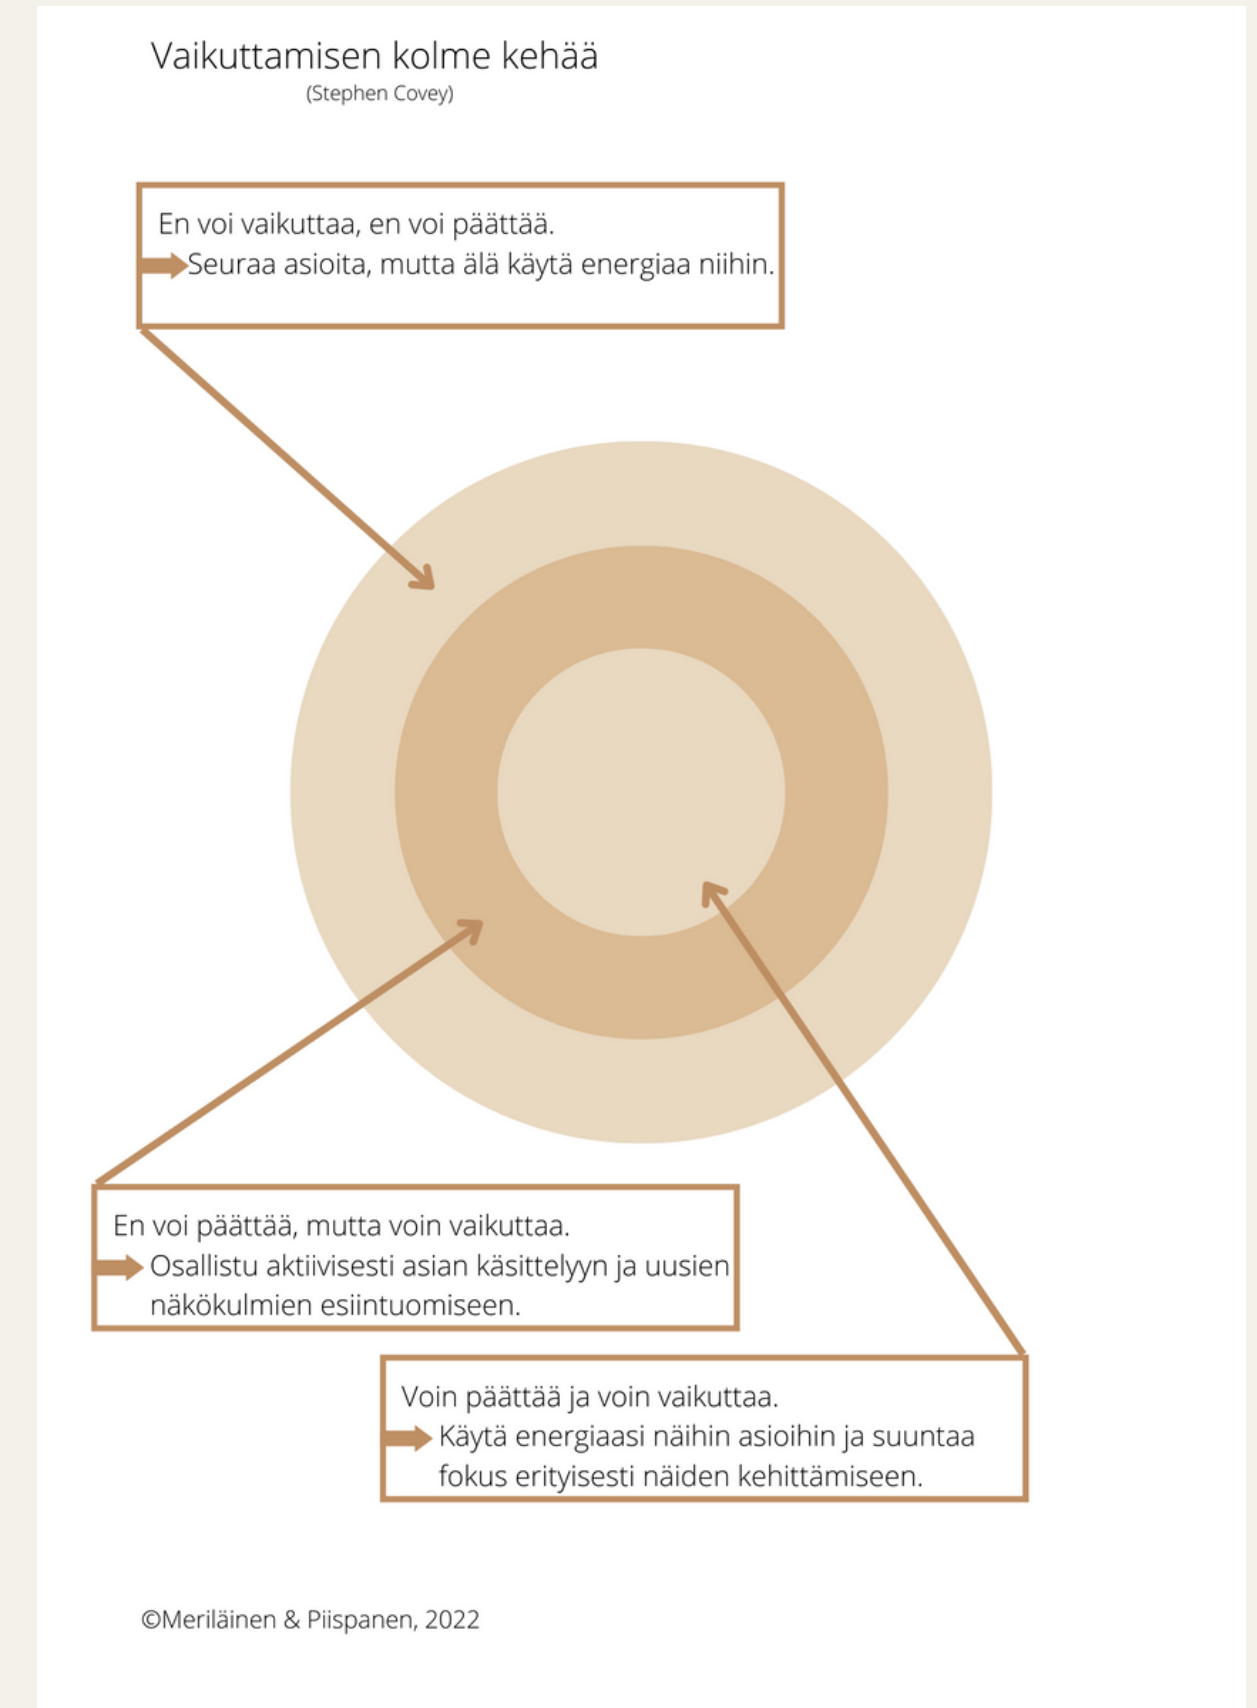 Vaikuttamisen kolme kehää
(Stephen Covey)
En voi vaikuttaa, en voi päättää.
Seuraa asioita, mutta älä käytä energiaa niihin.
En voi päättää, mutta voin vaikuttaa.
Osallistu aktiivisesti asian käsittelyyn ja uusien
näkökulmien esiintuomiseen.
Voin päättää ja voin vaikuttaa.
Käytä energiaasi näihin asioihin ja suuntaa
fokus erityisesti näiden kehittämiseen.
©Meriläinen & Piispanen, 2022